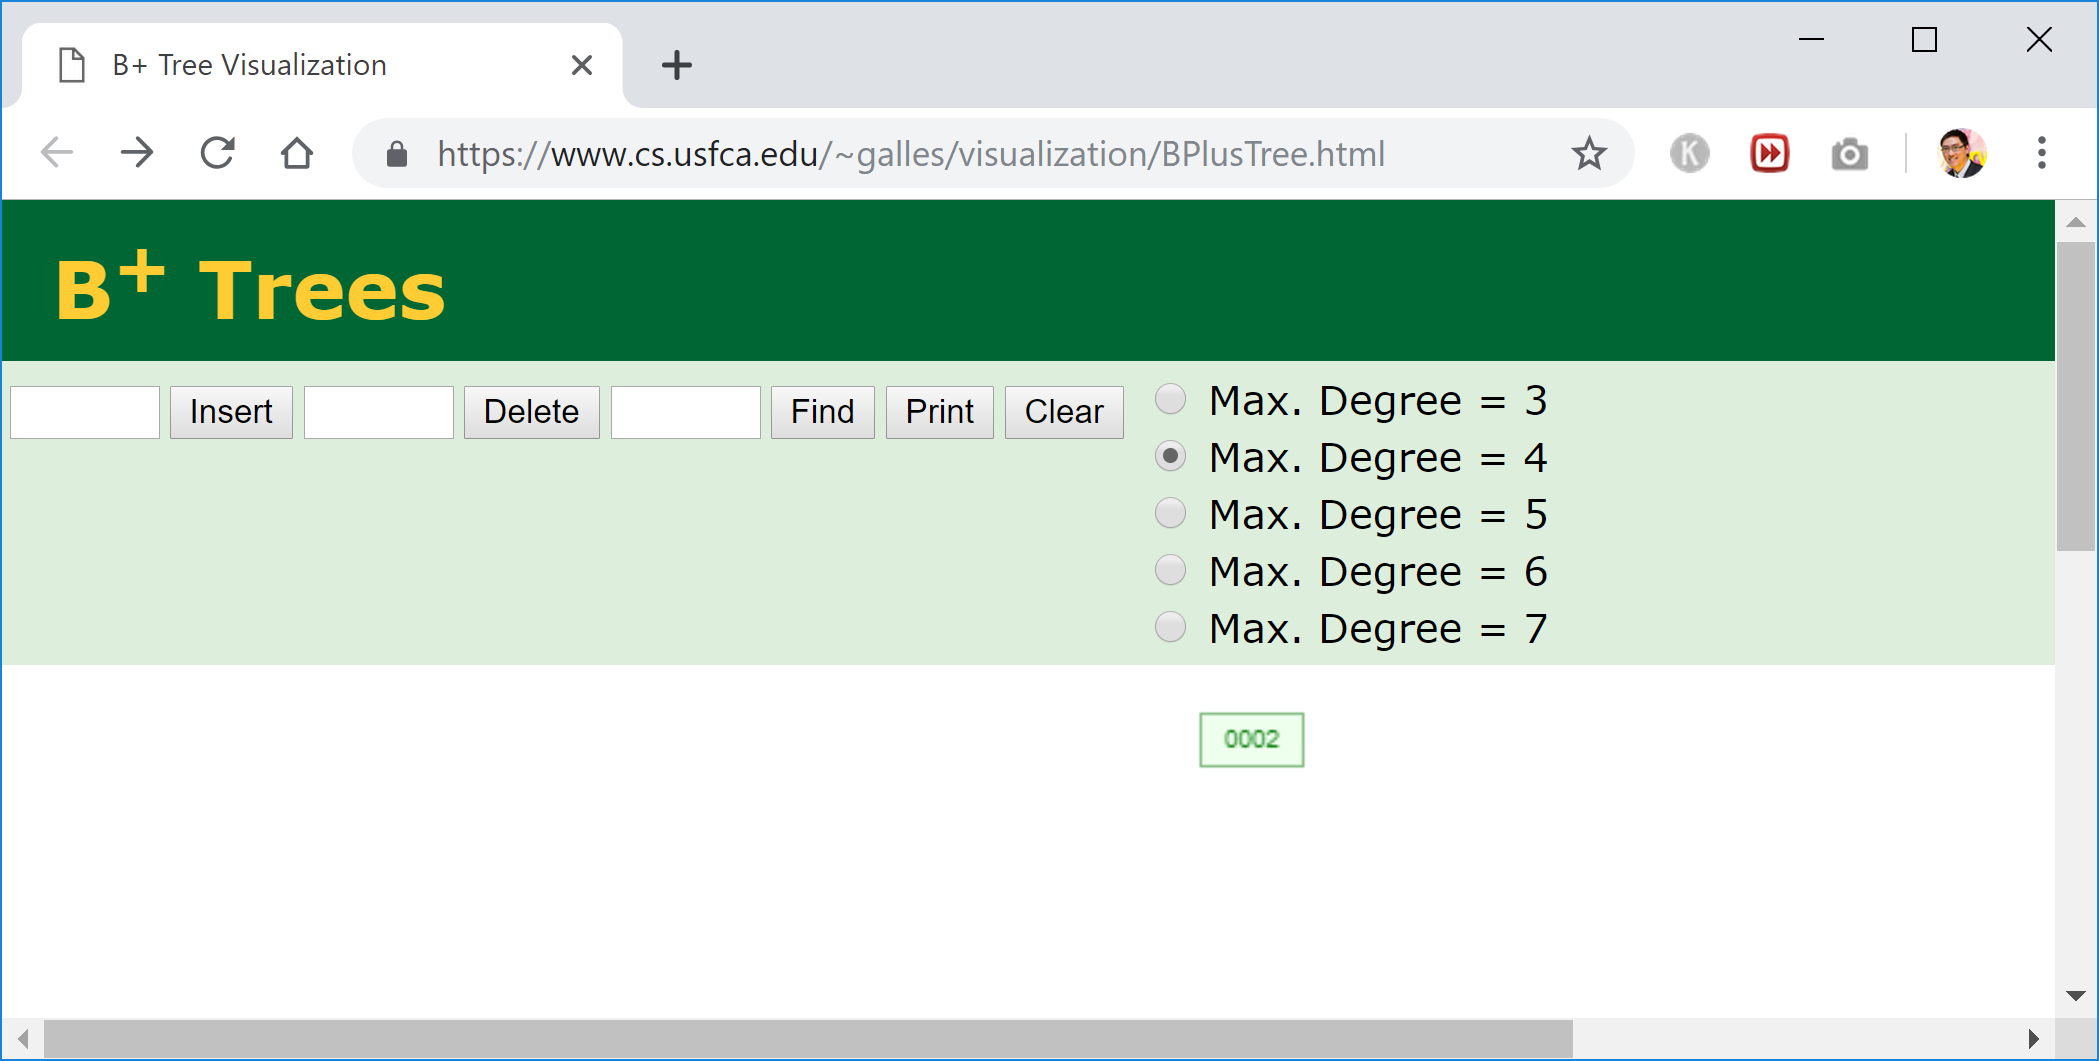 B+ Tree Visualization
https://www.cs.usfca.edu/~galles/visualization/BPlusTree.html
K
B+ Trees
Insert Delete Find Print Clear
Max. Degree = 3
Max. Degree = 4
Max. Degree = 5
Max. Degree = 6
Max. Degree = 7
0002